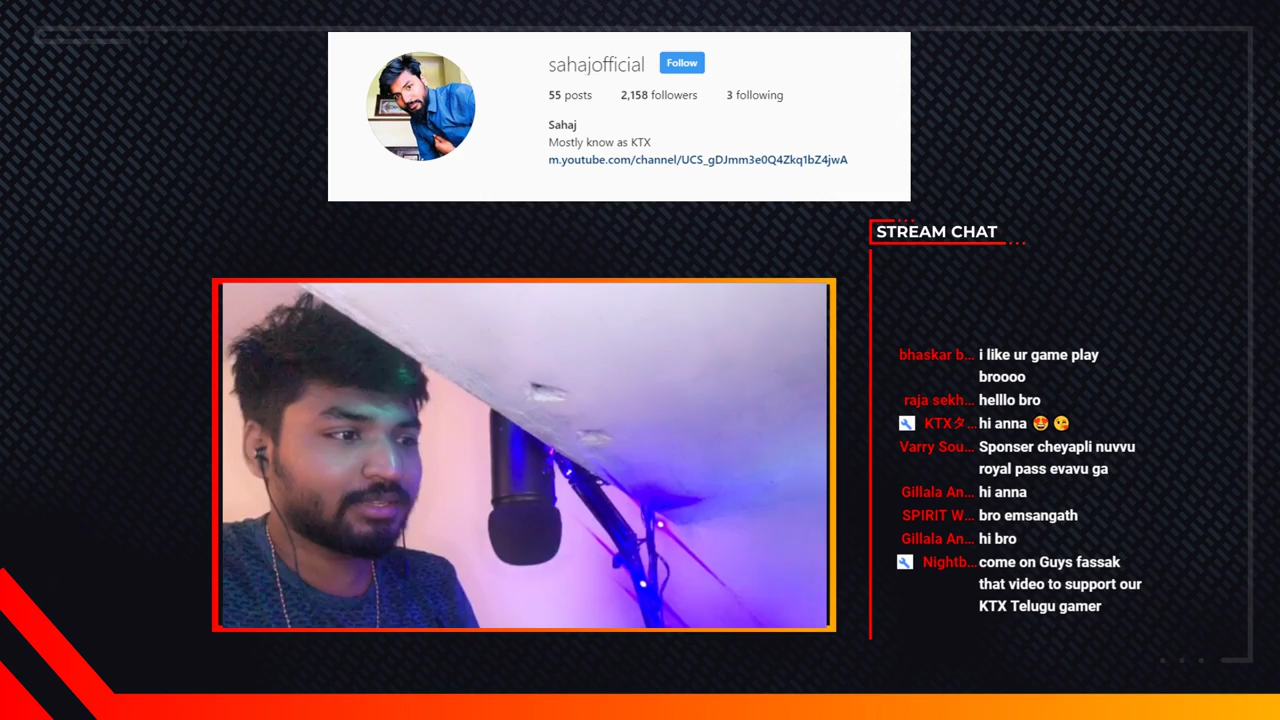 sahajofficial Follow
55 posts 2,158 followers 3 following
Sahaj
Mostly know as KTX
m.youtube.com/channel/UCS_gDJmm3e0Q4Zkq1bZ4jwA
STREAM CHAT
bhaskar b... i like ur game play
broooo
raja sekh... helllo bro
KTXタ... hi anna 😍 😘
Varry Sou... Sponser cheyapli nuvvu
royal pass evavu ga
Gillala An... hi anna
SPIRIT W... bro emsangath
Gillala An... hi bro
Nightb... come on Guys fassak
that video to support our
KTX Telugu gamer